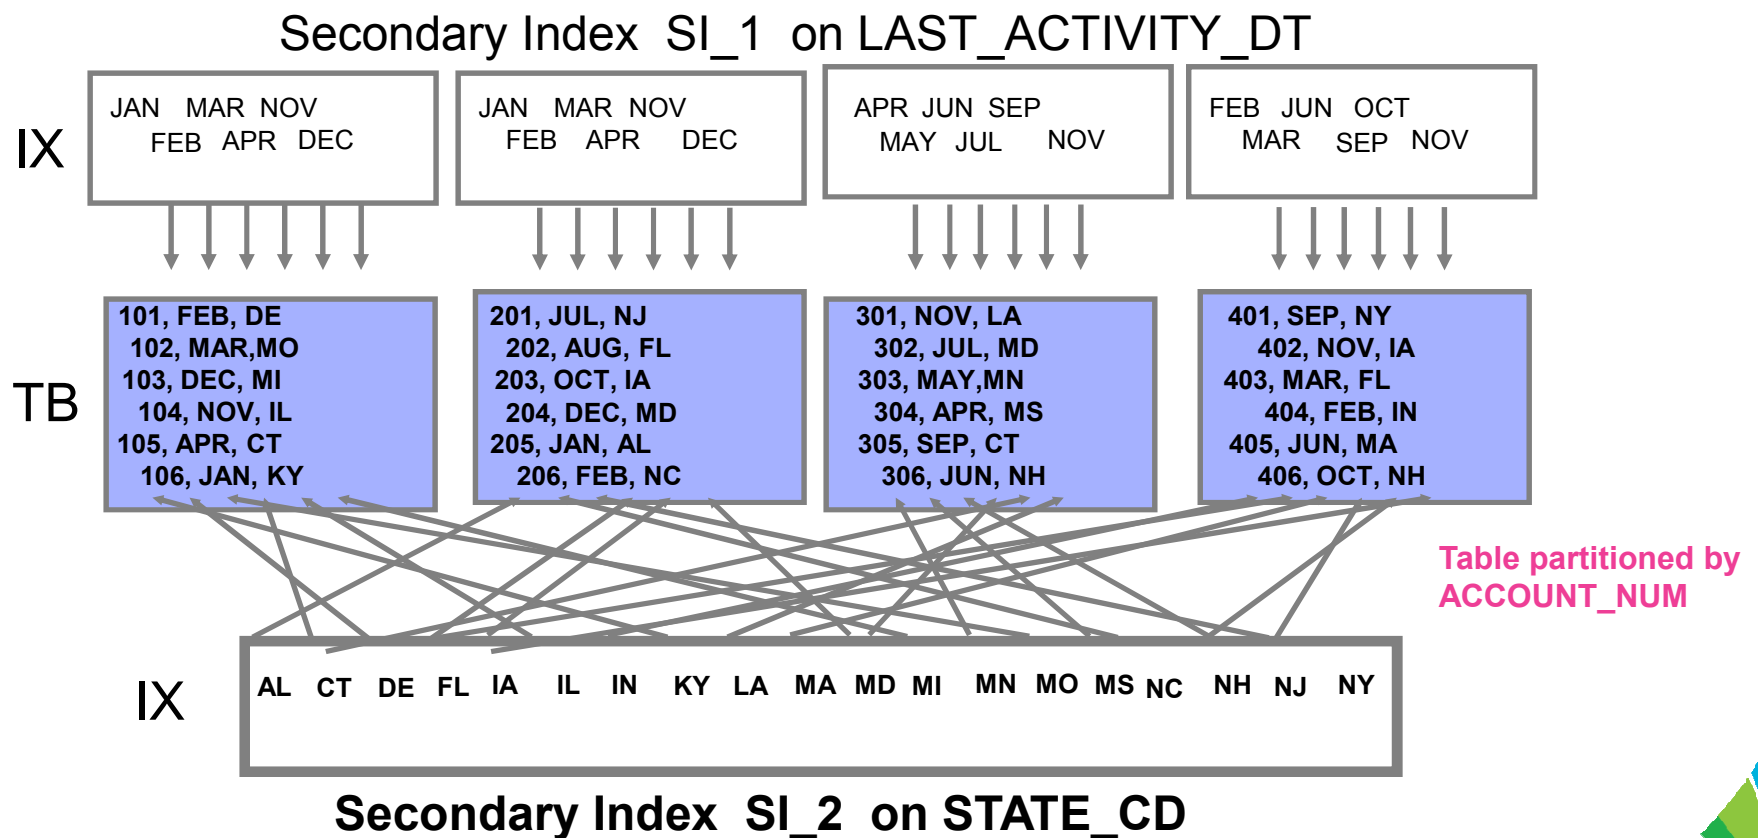 Secondary Index SI_1 on LAST_ACTIVITY_DT
IX
JAN MAR NOV
FEB APR DEC
JAN MAR NOV
FEB APR DEC
APR JUN SEP
MAY JUL NOV
FEB JUN OCT
MAR SEP NOV
TB
101, FEB, DE
102, MAR,MO
103, DEC, MI
104, NOV, IL
105, APR, CT
106, JAN, KY
201, JUL, NJ
202, AUG, FL
203, OCT, IA
204, DEC, MD
205, JAN, AL
206, FEB, NC
301, NOV, LA
302, JUL, MD
303, MAY,MN
304, APR, MS
305, SEP, CT
306, JUN, NH
401, SEP, NY
402, NOV, IA
403, MAR, FL
404, FEB, IN
405, JUN, MA
406, OCT, NH
Table partitioned by
ACCOUNT_NUM
IX
AL CT DE FL IA IL IN KY LA MA MD MI MN MO MS NC NH NJ NY
Secondary Index SI_2 on STATE_CD